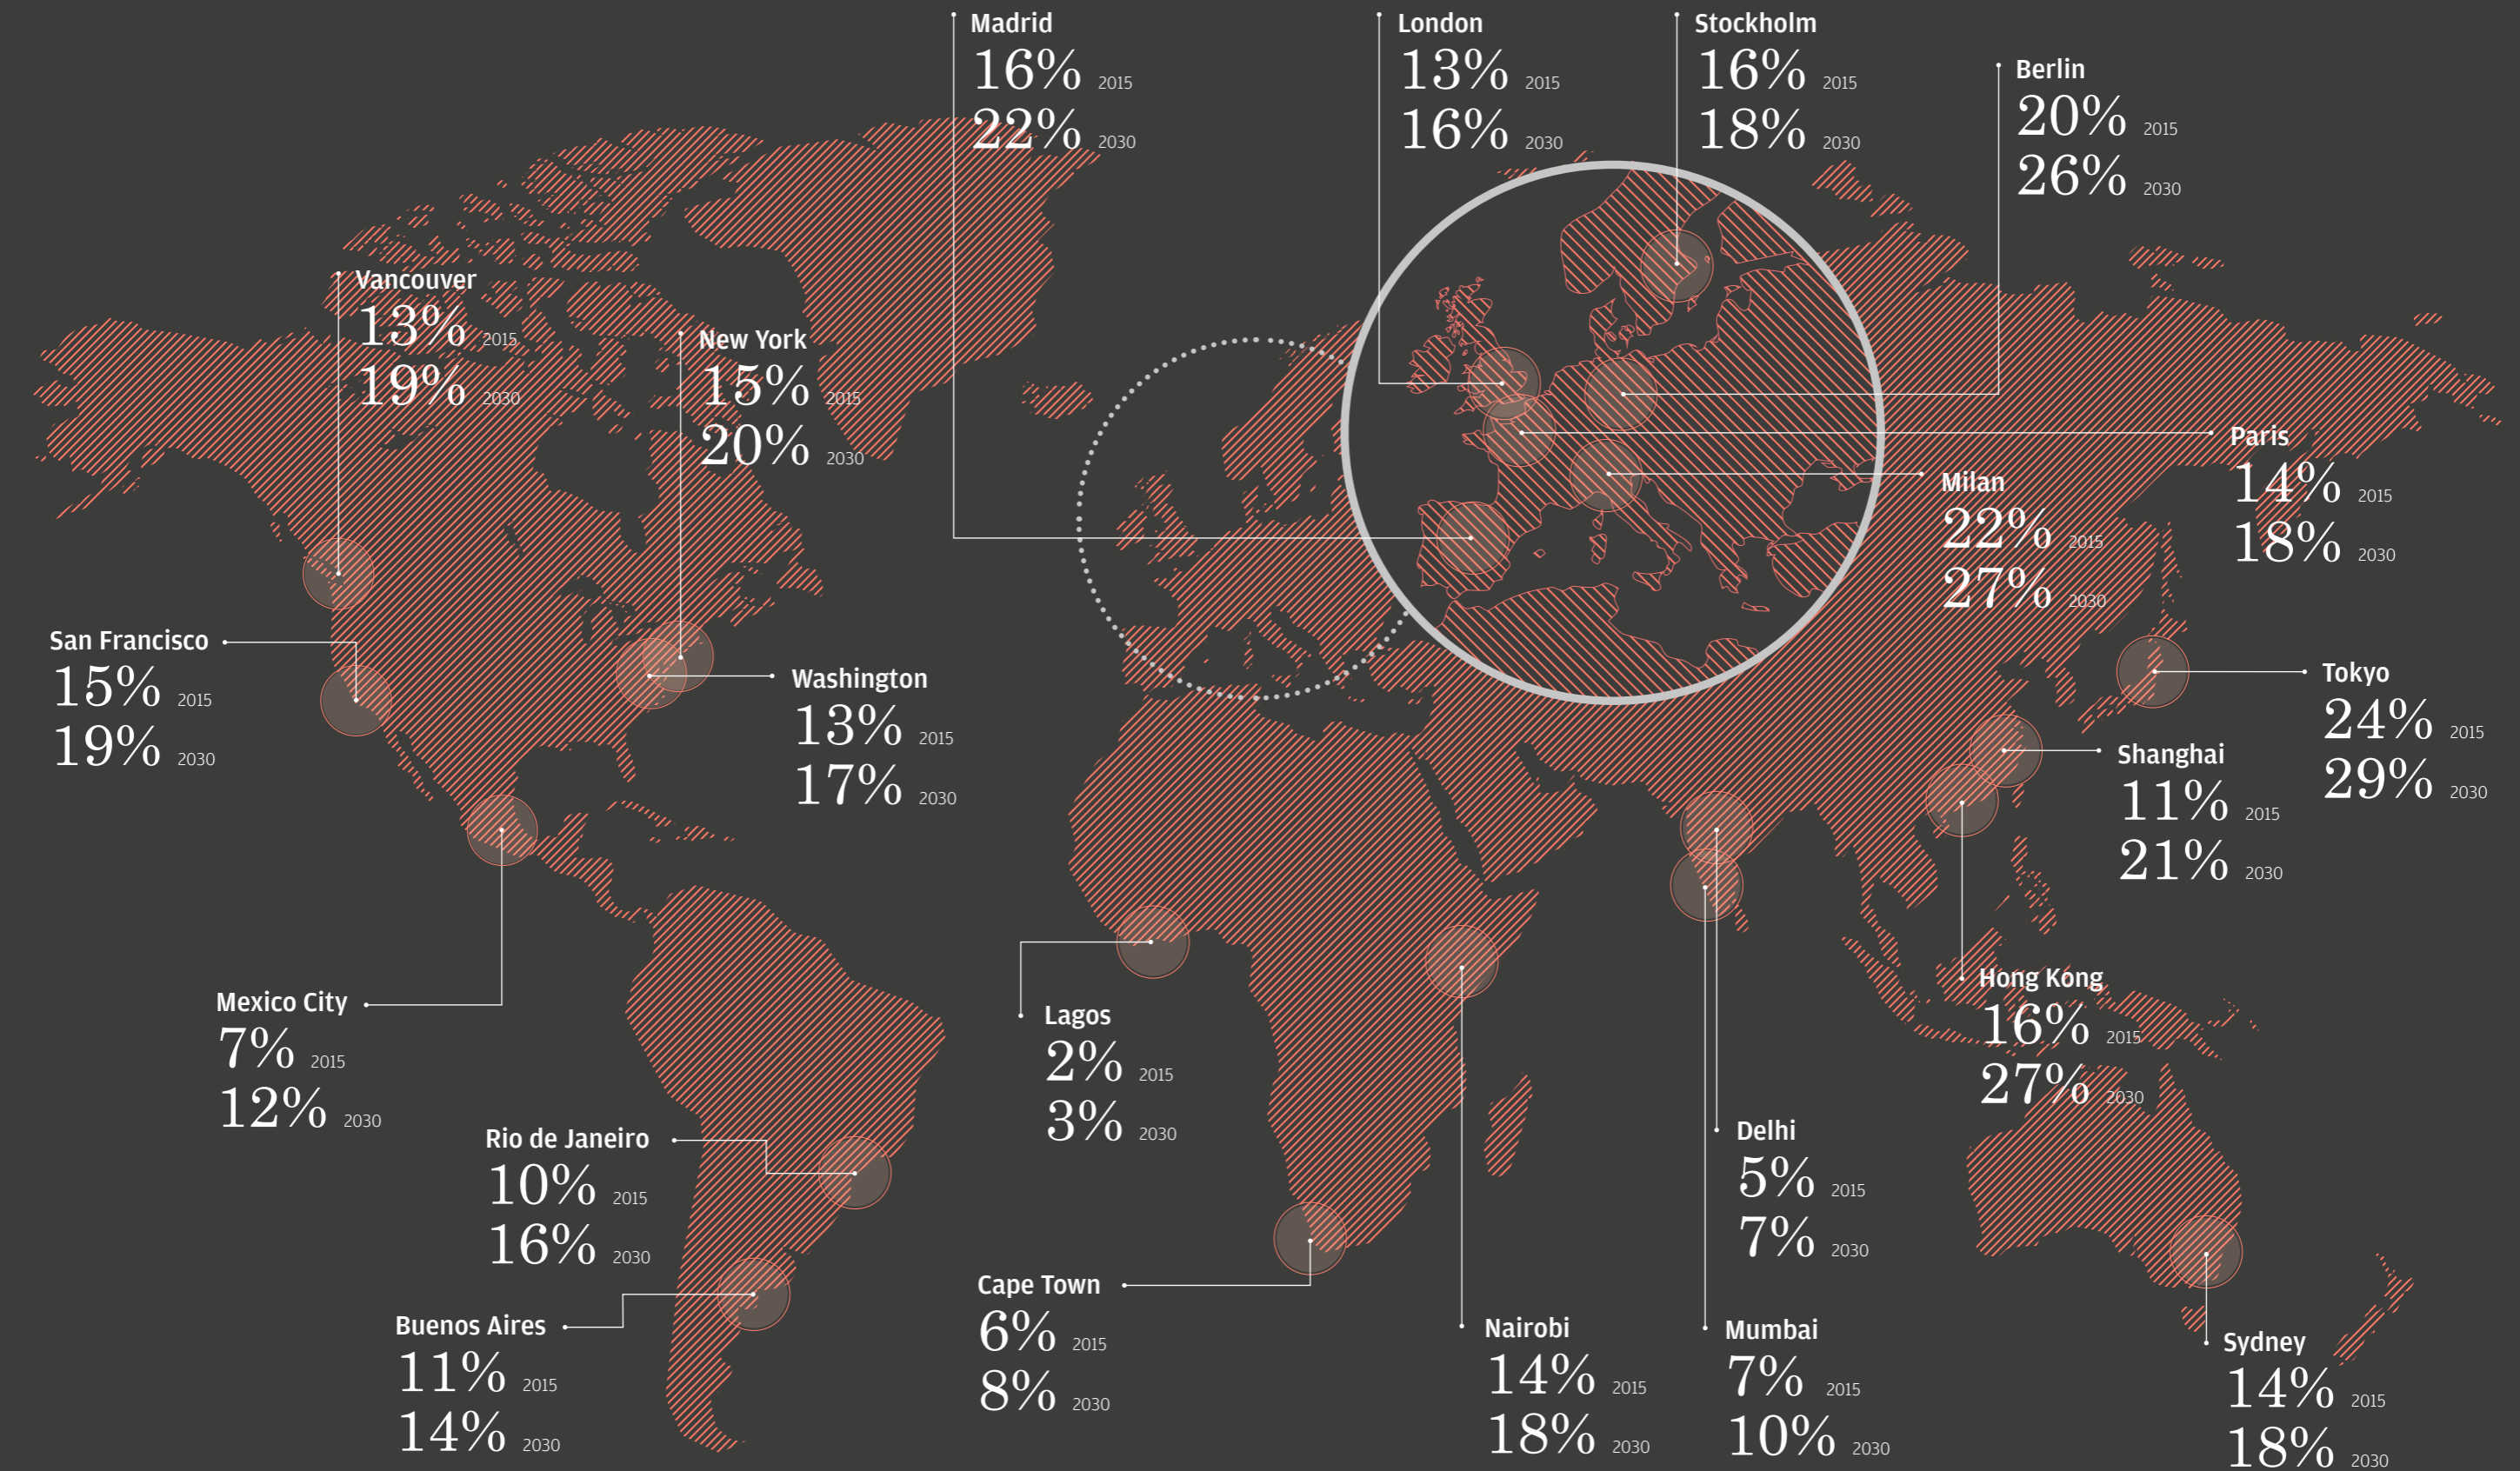 Madrid
16% 2015
22% 2030
London
13% 2015
16% 2030
Stockholm
16% 2015
18% 2030
Berlin
20% 2015
26% 2030
Vancouver
13% 2015
19% 2030
New York
15% 2015
20% 2030
Paris
14% 2015
18% 2030
Milan
22% 2015
27% 2030
San Francisco
15% 2015
19% 2030
Washington
13% 2015
17% 2030
Tokyo
24% 2015
29% 2030
Shanghai
11% 2015
21% 2030
Mexico City
7% 2015
12% 2030
Lagos
2% 2015
3% 2030
Hong Kong
16% 2015
27% 2030
Rio de Janeiro
10% 2015
16% 2030
Delhi
5% 2015
7% 2030
Cape Town
6% 2015
8% 2030
Buenos Aires
11% 2015
14% 2030
Nairobi
14% 2015
18% 2030
Mumbai
7% 2015
10% 2030
Sydney
14% 2015
18% 2030